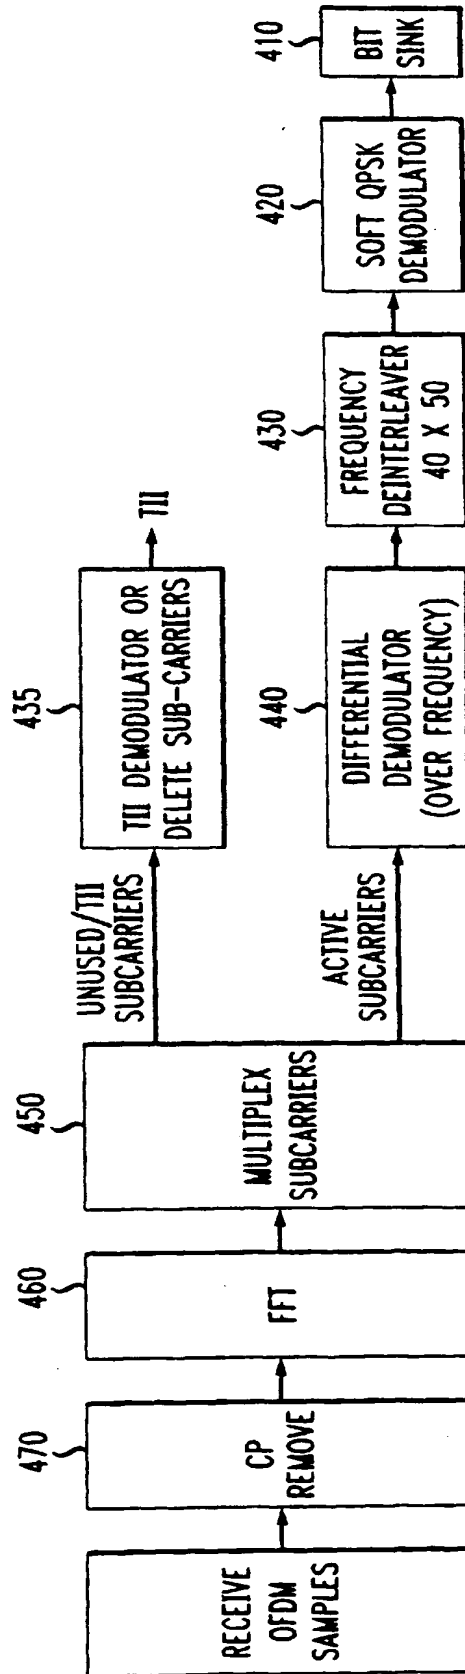 RECEIVE
OFDM
SAMPLES
470
CP
REMOVE
460
FFT
450
MULTIPLEX
SUBCARRIERS
UNUSED/TII
SUBCARRIERS
435
TII DEMODULATOR OR
DELETE SUB-CARRIERS
TII
ACTIVE
SUBCARRIERS
440
DIFFERENTIAL
DEMODULATOR
(OVER FREQUENCY)
430
FREQUENCY
DEINTERLEAVER
40 X 50
420
SOFT QPSK
DEMODULATOR
410
BIT
SINK